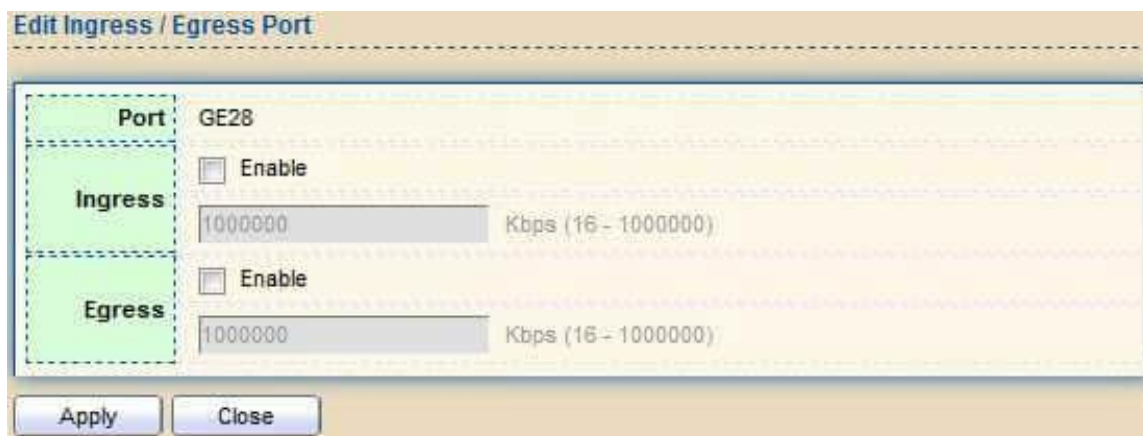 Edit Ingress / Egress Port
Port GE28
Ingress
Enable
1000000 Kbps (16 - 1000000)
Egress
Enable
1000000 Kbps (16 - 1000000)
Apply Close